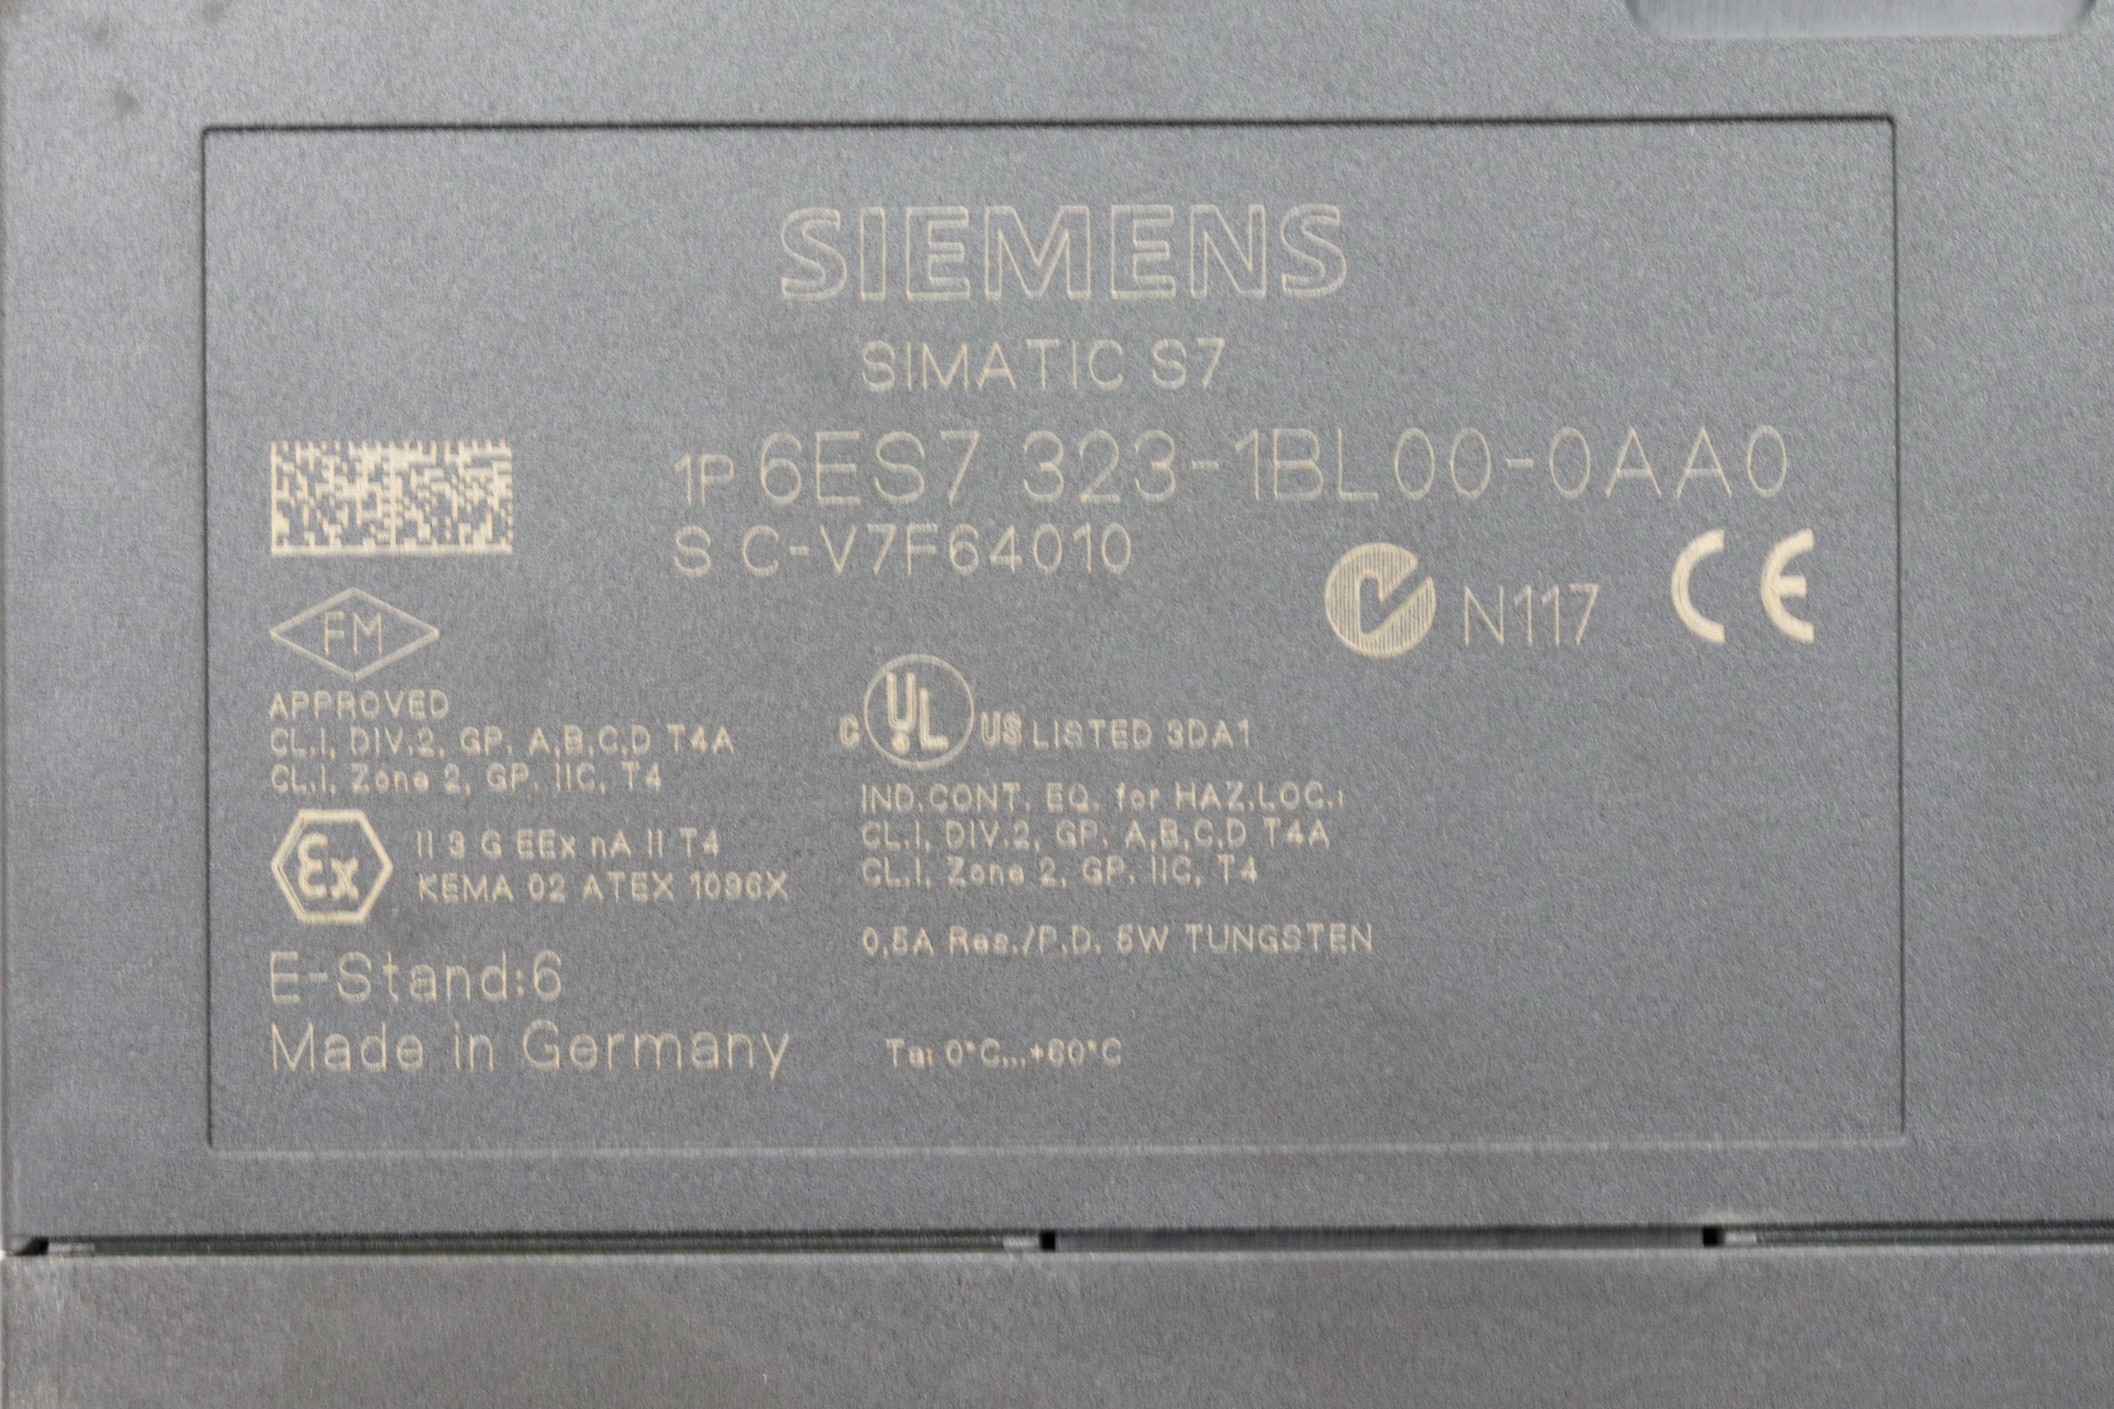 SIEMENS
SIMATIC S7
1P 6ES7 323-1BL00-0AA0
S C-V7F64010
N117 CE
FM
APPROVED
CL.I, DIV.2, GP. A,B,C,D T4A
CL.I, Zone 2, GP. IIC, T4
C UL US LISTED 3DA1
IND.CONT. EQ. for HAZ.LOC.:
CL.I, DIV.2, GP. A,B,C,D T4A
CL.I, Zone 2, GP. IIC, T4
Ex II 3 G EEx nA II T4
KEMA 02 ATEX 1096X
0,5A Res./P.D. 5W TUNGSTEN
E-Stand:6
Made in Germany
Ta: 0°C...+60°C